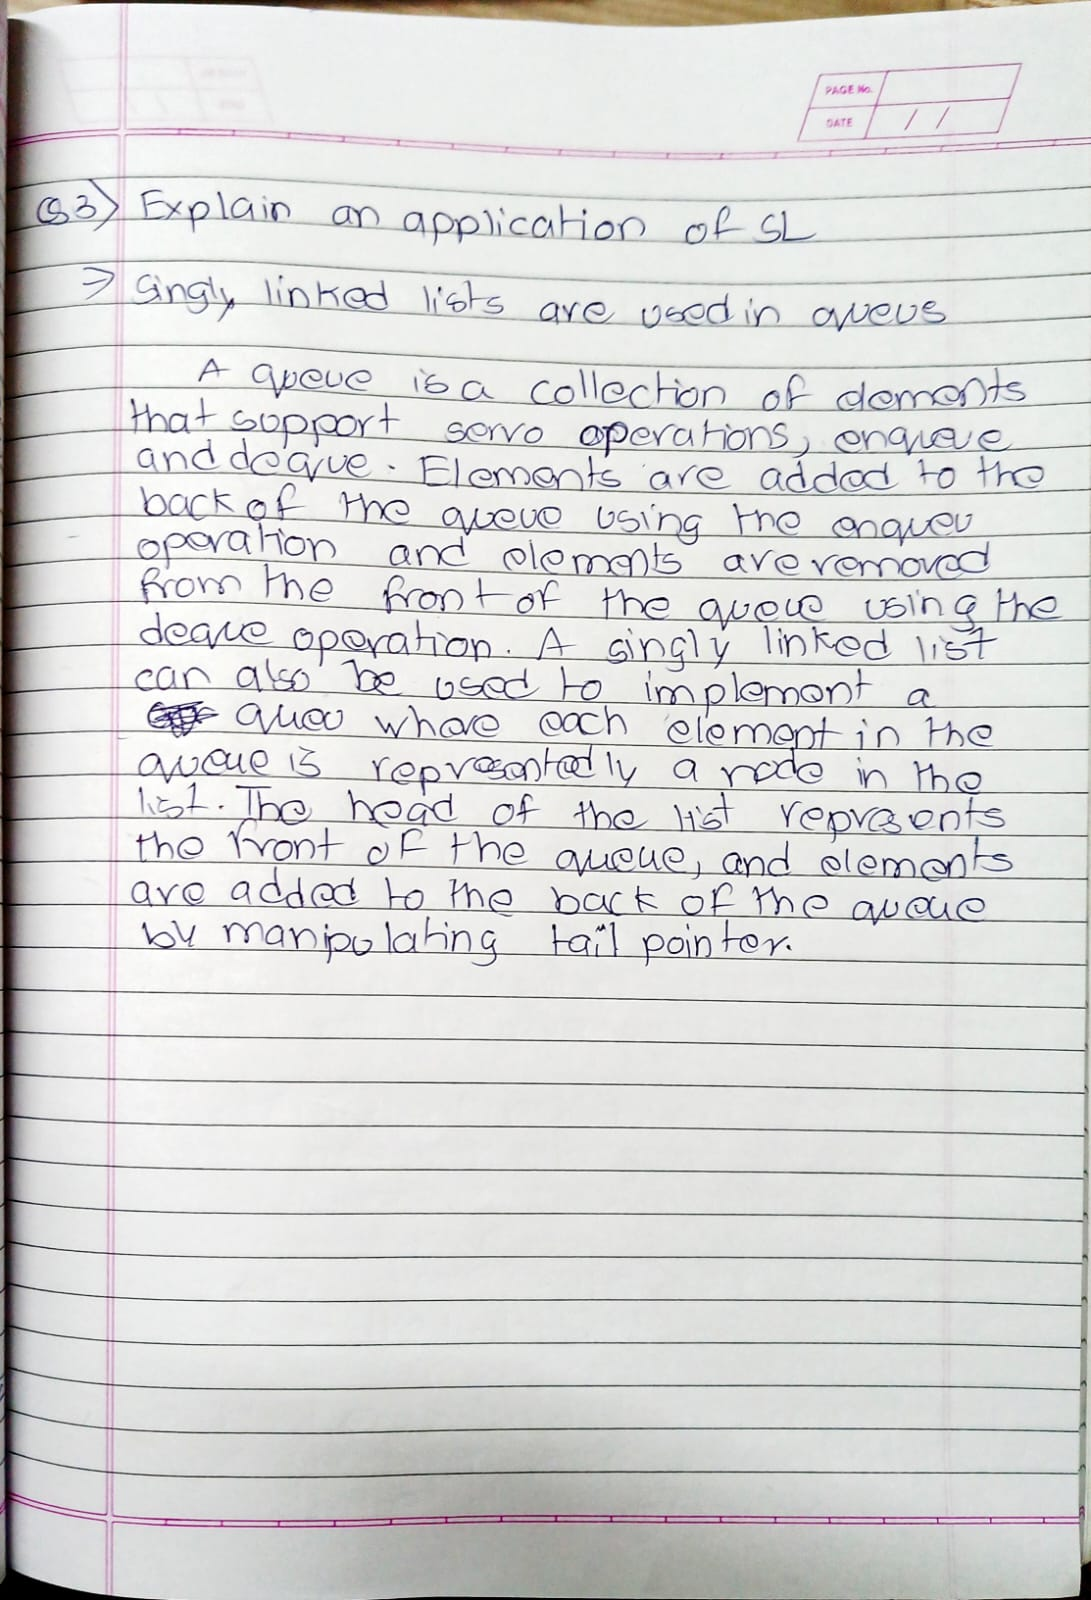 PAGE No.
DATE / /
Q3) Explain an application of SL
⇒ Singly linked lists are used in queus
A queue is a collection of elements
that support servo operations, enqueue
and deque. Elements are added to the
back of the queue using the enqueu
operation and elements are removed
from the front of the queue using the
deque operation. A singly linked list
can also be used to implement a
queu where each element in the
queue is representedly a node in the
list. The head of the list represents
the front of the queue, and elements
are added to the back of the queue
by manipulating tail pointer.